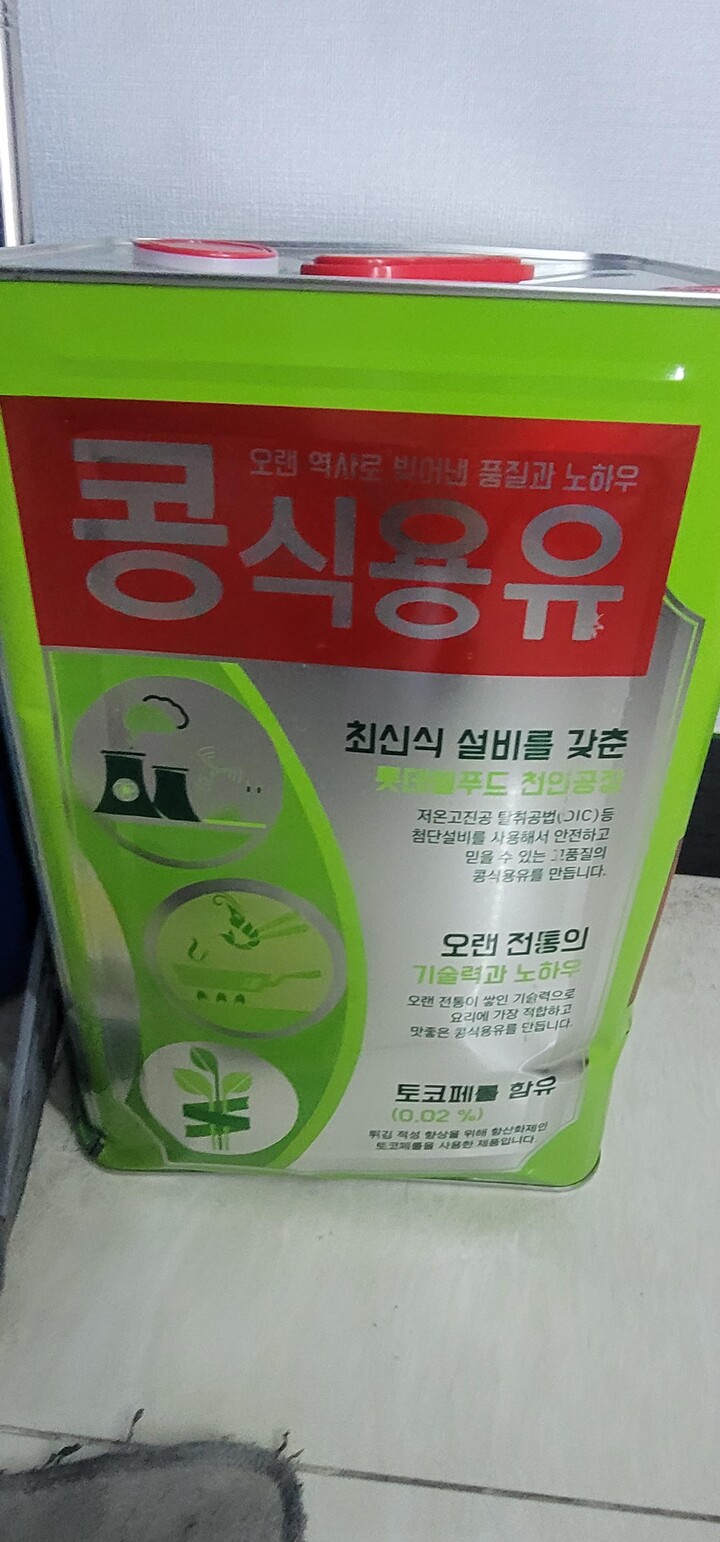 오랜 역사로 빚어낸 품질과 노하우
콩식용유
최신식 설비를 갖춘
롯데웰푸드 천안공장
저온고진공 탈취공법(DIC)등
첨단설비를 사용해서 안전하고
믿을 수 있는 고품질의
콩식용유를 만듭니다.
오랜 전통의
기술력과 노하우
오랜 전통이 쌓인 기술력으로
요리에 가장 적합하고
맛좋은 콩식용유를 만듭니다.
토코페롤 함유
(0.02 %)
튀김 적성 향상을 위해 항산화제인
토코페롤을 사용한 제품입니다